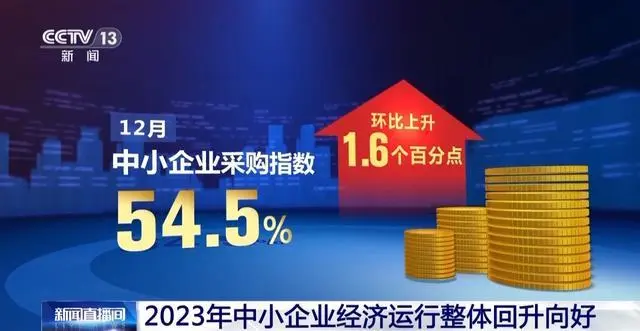 CCTV 13
新闻
12月
中小企业采购指数
54.5%
环比上升
1.6个百分点
新闻直播间
2023年中小企业经济运行整体回升向好